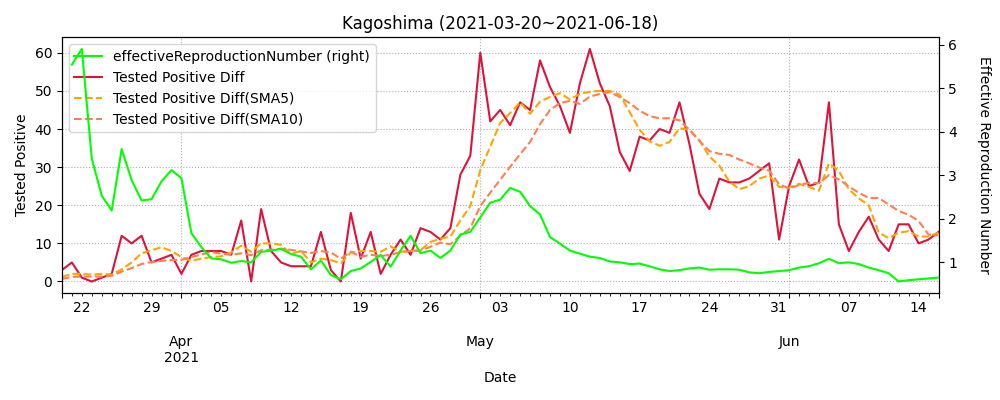 Kagoshima (2021-03-20~2021-06-18)
effectiveReproductionNumber (right)
Tested Positive Diff
Tested Positive Diff(SMA5)
Tested Positive Diff(SMA10)
Tested Positive
60
50
40
30
20
10
0
6
5
4
3
2
1
Effective Reproduction Number
22 29 05 12 19 26 03 10 17 24 31 07 14
Apr May Jun
2021
Date